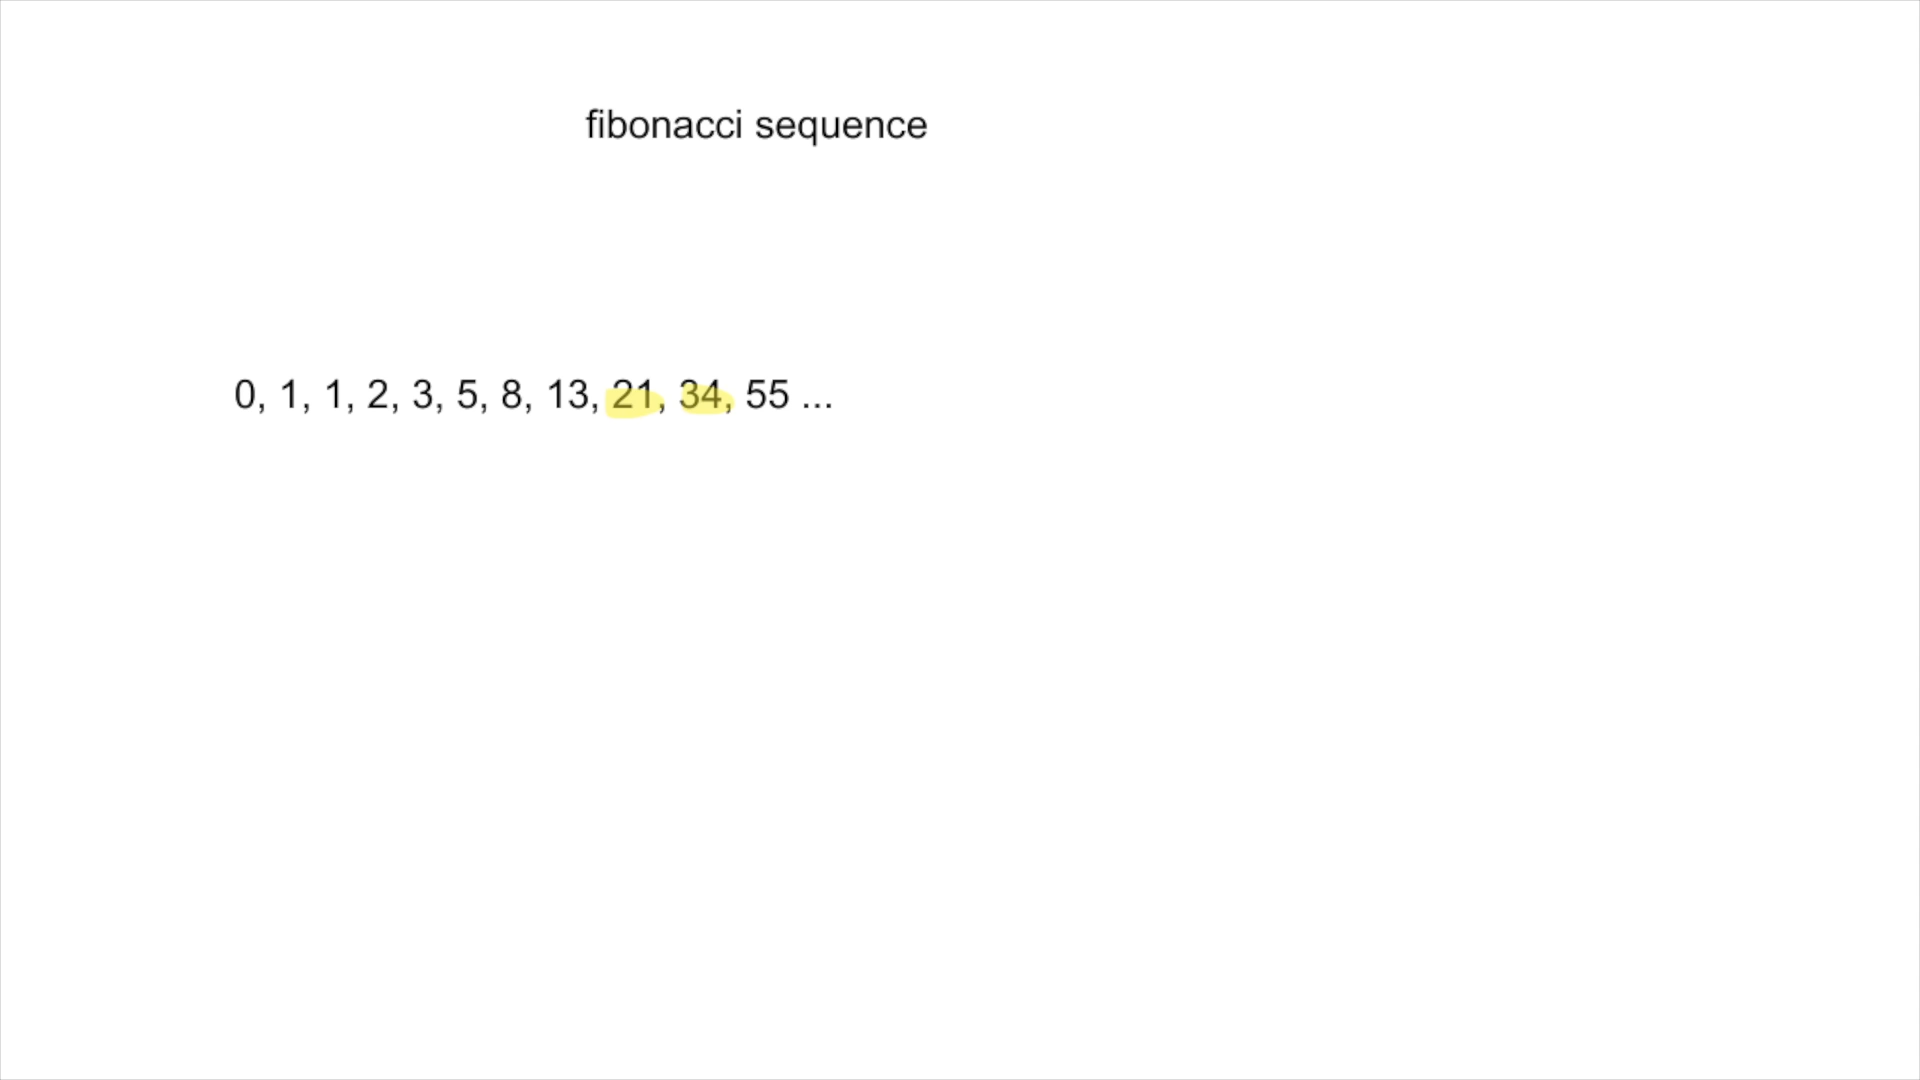 fibonacci sequence
0, 1, 1, 2, 3, 5, 8, 13, 21, 34, 55 ...